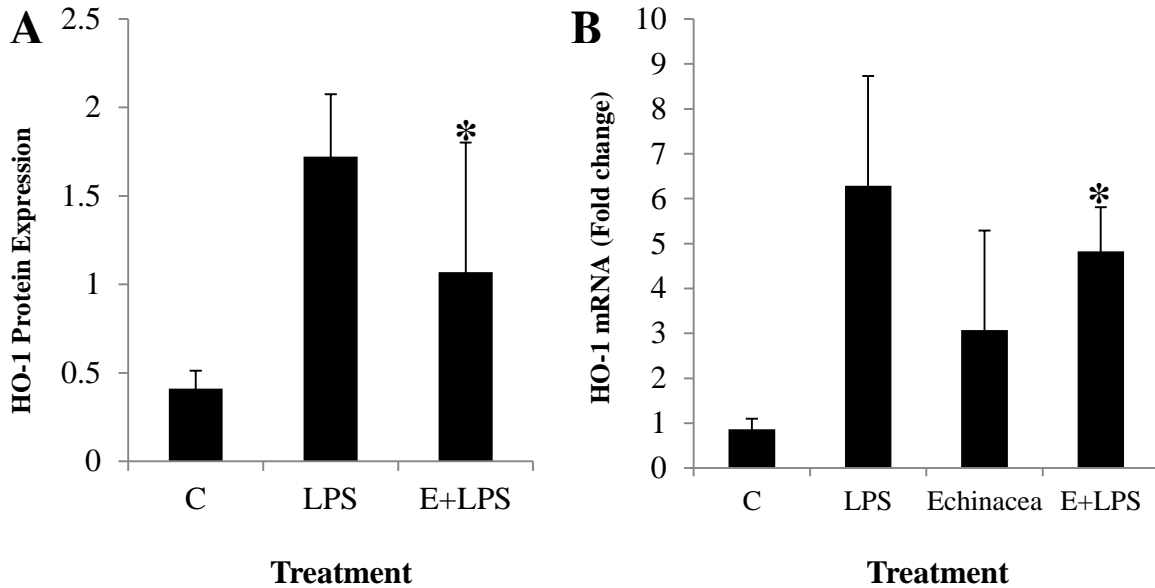 A
HO-1 Protein Expression
2.5
2
1.5
1
0.5
0
*
C LPS E+LPS
Treatment
B
HO-1 mRNA (Fold change)
10
9
8
7
6
5
4
3
2
1
0
*
C LPS Echinacea E+LPS
Treatment